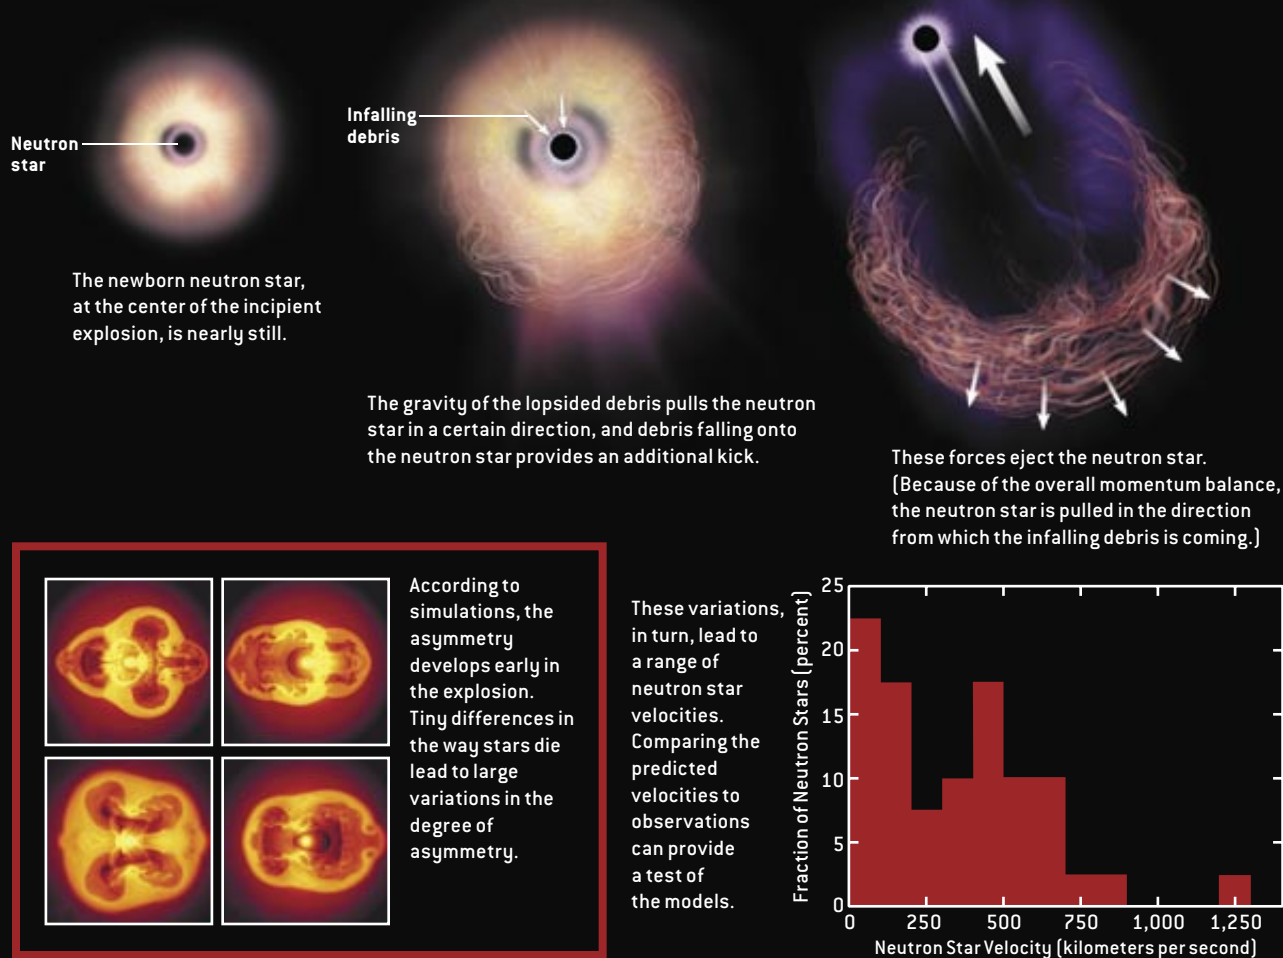 Neutron
star
Infalling
debris
The newborn neutron star,
at the center of the incipient
explosion, is nearly still.
The gravity of the lopsided debris pulls the neutron
star in a certain direction, and debris falling onto
the neutron star provides an additional kick.
These forces eject the neutron star.
(Because of the overall momentum balance,
the neutron star is pulled in the direction
from which the infalling debris is coming.)
According to
simulations, the
asymmetry
develops early in
the explosion.
Tiny differences in
the way stars die
lead to large
variations in the
degree of
asymmetry.
These variations,
in turn, lead to
a range of
neutron star
velocities.
Comparing the
predicted
velocities to
observations
can provide
a test of
the models.
Fraction of Neutron Stars (percent)
25
20
15
10
5
0
0 250 500 750 1,000 1,250
Neutron Star Velocity (kilometers per second)